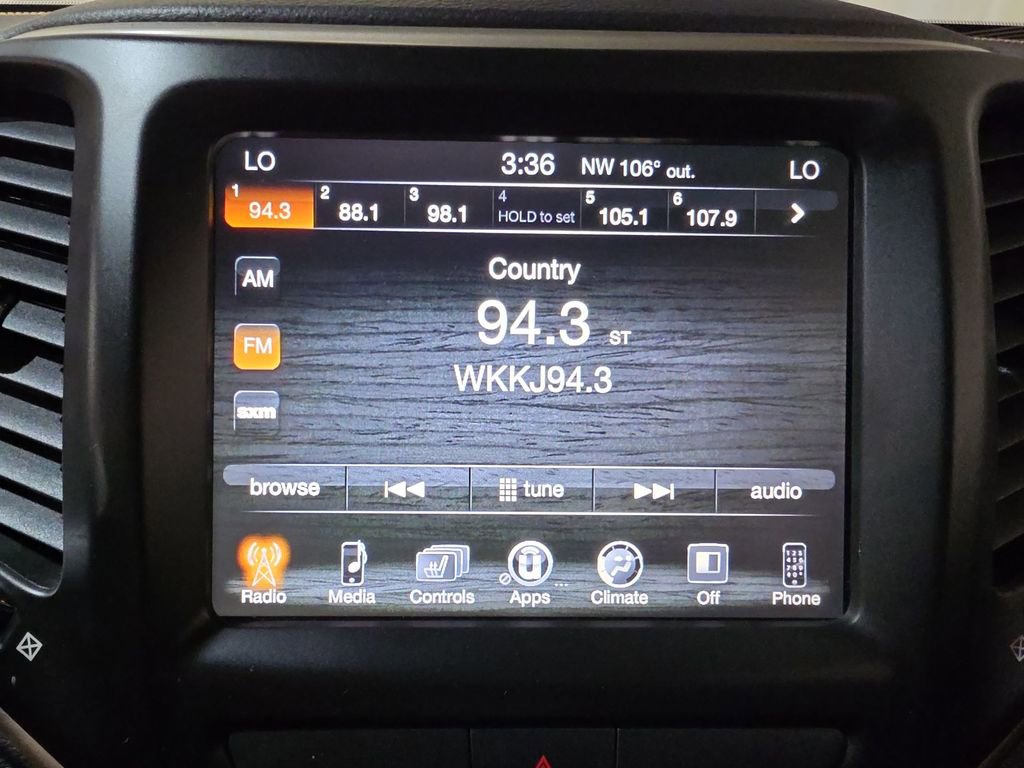 LO 3:36 NW 106° out. LO
1 94.3 2 88.1 3 98.1 4 HOLD to set 5 105.1 6 107.9
Country
AM
94.3 ST
FM
WKKJ94.3
sxm
browse tune audio
Radio Media Controls Apps ... Climate Off Phone